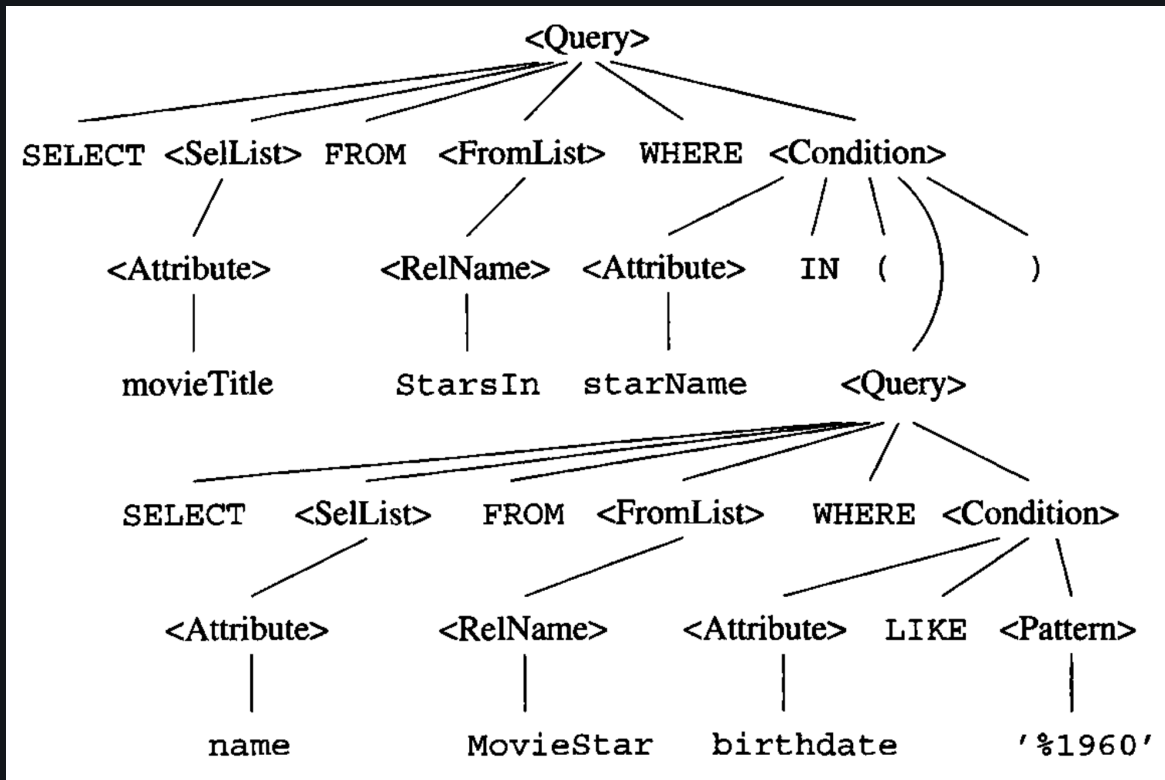 <Query>
SELECT <SelList> FROM <FromList> WHERE <Condition>
<Attribute> <RelName> <Attribute> IN ( )
movieTitle StarsIn starName <Query>
SELECT <SelList> FROM <FromList> WHERE <Condition>
<Attribute> <RelName> <Attribute> LIKE <Pattern>
name MovieStar birthdate '%1960'